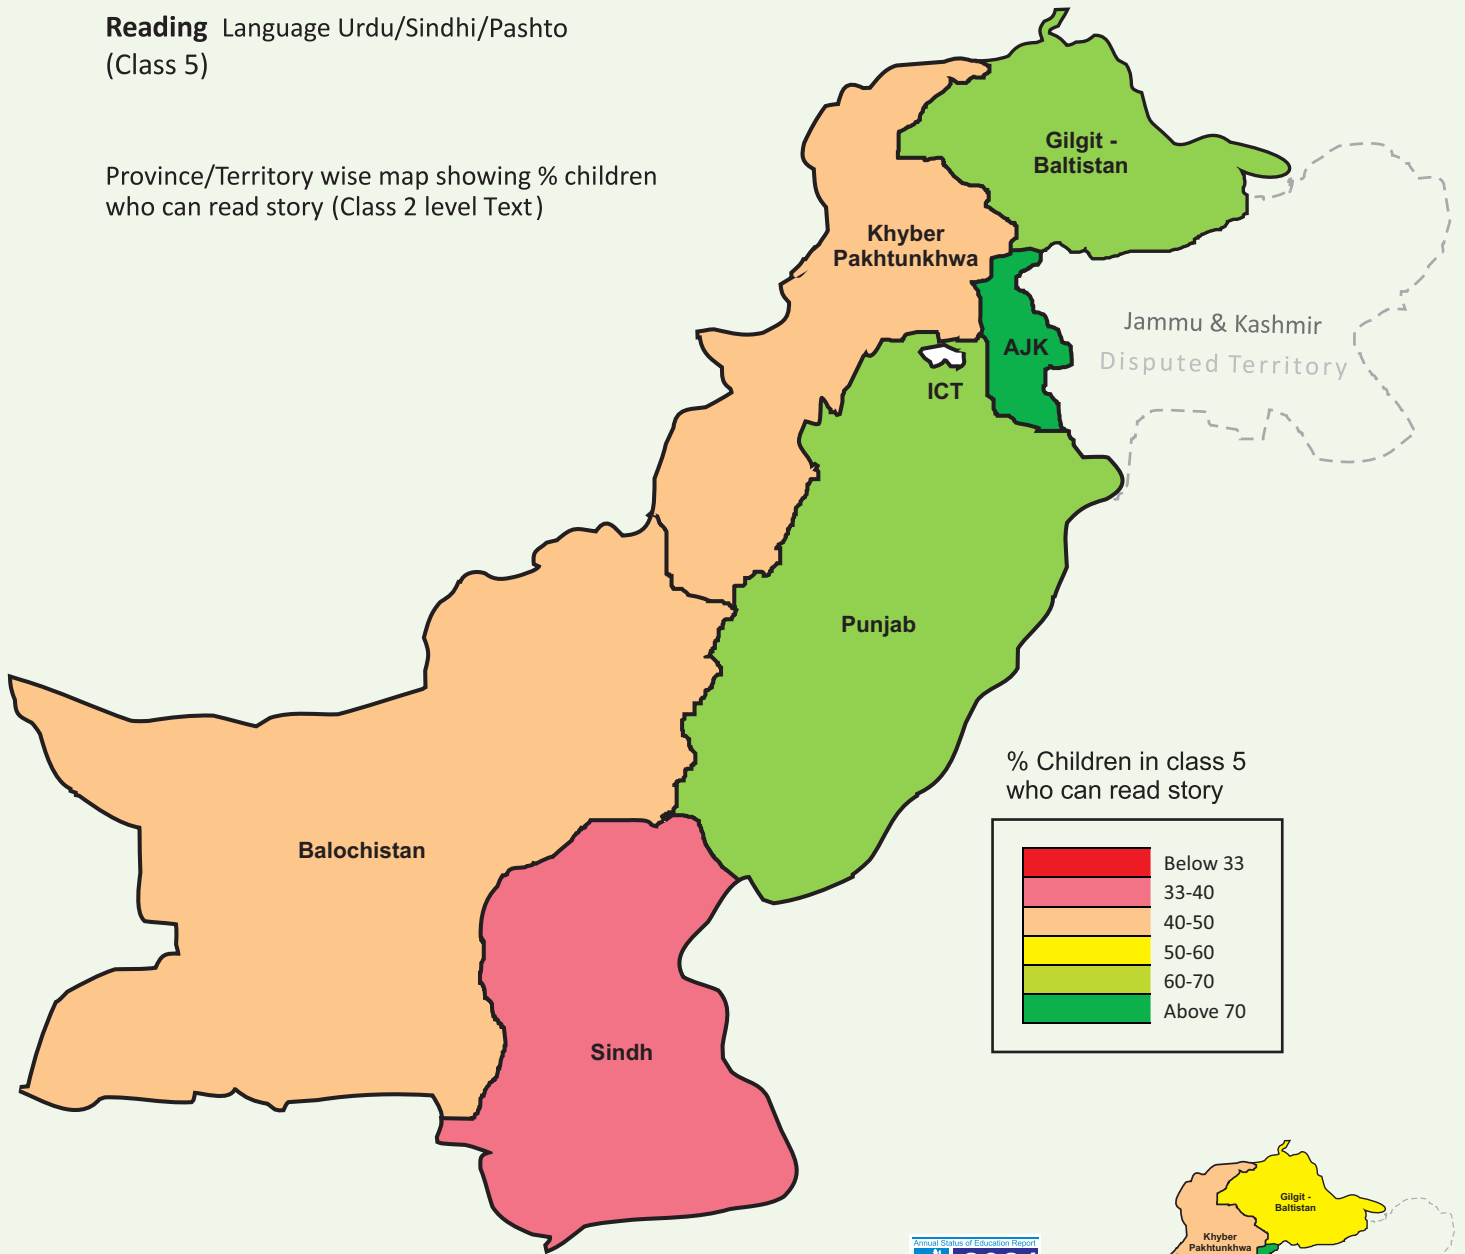 Reading Language Urdu/Sindhi/Pashto
(Class 5)
Province/Territory wise map showing % children
who can read story (Class 2 level Text)
Gilgit -
Baltistan
Khyber
Pakhtunkhwa
Jammu & Kashmir
Disputed Territory
AJK
ICT
Punjab
% Children in class 5
who can read story
Below 33
33-40
40-50
50-60
60-70
Above 70
Balochistan
Sindh
Gilgit -
Baltistan
Khyber
Pakhtunkhwa
Annual Status of Education Report